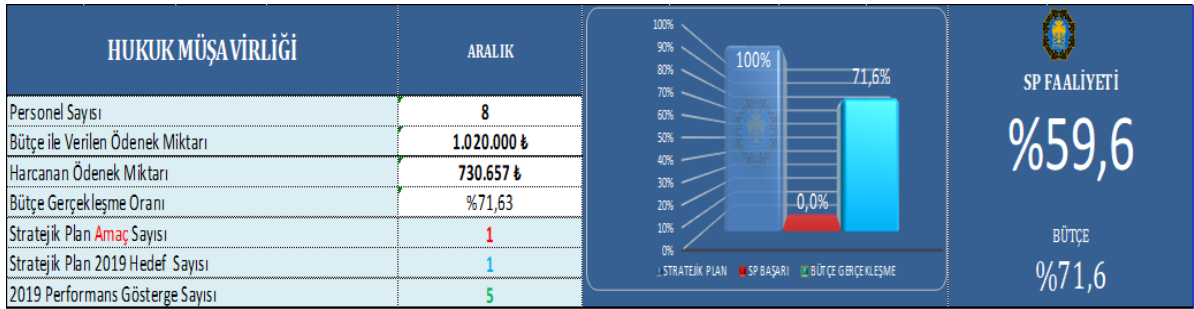 HUKUK MÜŞAVİRLİĞİ
ARALIK
Personel Sayısı 8
Bütçe ile Verilen Ödenek Miktarı 1.020.000 ₺
Harcanan Ödenek Miktarı 730.657 ₺
Bütçe Gerçekleşme Oranı %71,63
Stratejik Plan Amaç Sayısı 1
Stratejik Plan 2019 Hedef Sayısı 1
2019 Performans Gösterge Sayısı 5
100%
90%
80%
70%
60%
50%
40%
30%
20%
10%
0%
100%
71,6%
0,0%
STRATEJİK PLAN SP BAŞARI BÜTÇE GERÇEKLEŞME
SP FAALİYETİ
%59,6
BÜTÇE
%71,6